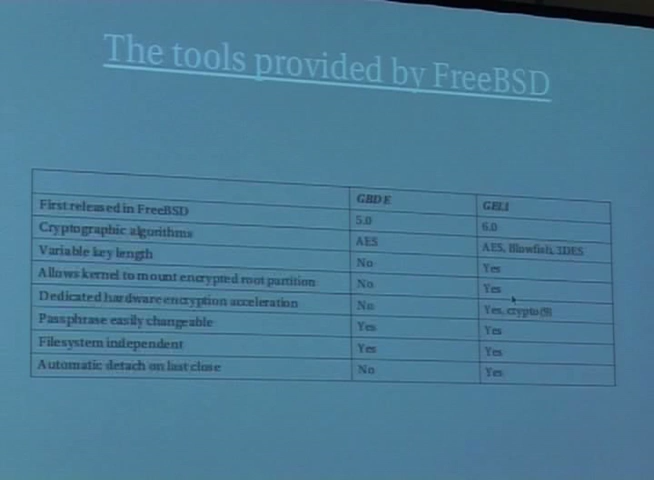 The tools provided by FreeBSD
GBDE GELI
First released in FreeBSD 5.0 6.0
Cryptographic algorithms AES AES, Blowfish, 3DES
Variable key length No Yes
Allows kernel to mount encrypted root partition No Yes
Dedicated hardware encryption acceleration No Yes, crypto(9)
Passphrase easily changeable Yes Yes
Filesystem independent Yes Yes
Automatic detach on last close No Yes